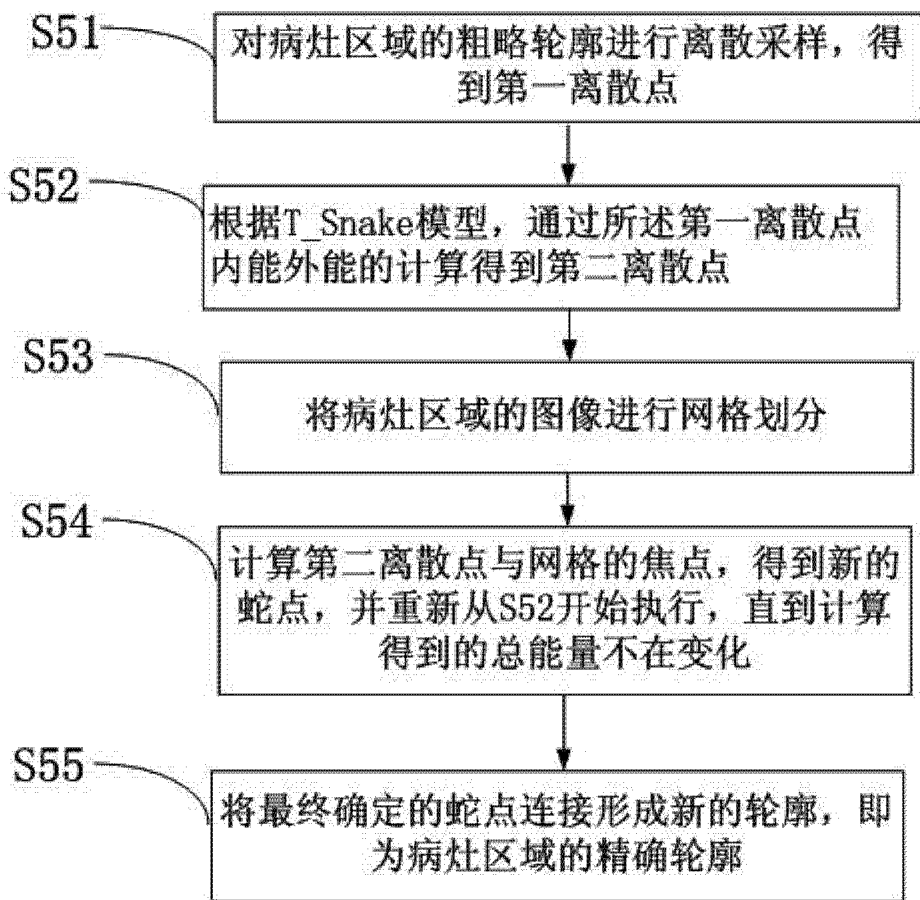 S51
对病灶区域的粗略轮廓进行离散采样，得
到第一离散点
S52
根据T_Snake模型，通过所述第一离散点
内能外能的计算得到第二离散点
S53
将病灶区域的图像进行网格划分
S54
计算第二离散点与网格的焦点，得到新的
蛇点，并重新从S52开始执行，直到计算
得到的总能量不在变化
S55
将最终确定的蛇点连接形成新的轮廓，即
为病灶区域的精确轮廓